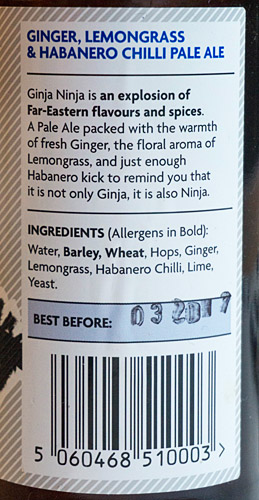 GINGER, LEMONGRASS
& HABANERO CHILLI PALE ALE
Ginja Ninja is an explosion of
Far-Eastern flavours and spices.
A Pale Ale packed with the warmth
of fresh Ginger, the floral aroma of
Lemongrass, and just enough
Habanero kick to remind you that
it is not only Ginja, it is also Ninja.
INGREDIENTS (Allergens in Bold):
Water, Barley, Wheat, Hops, Ginger,
Lemongrass, Habanero Chilli, Lime,
Yeast.
BEST BEFORE: 03 2017
5 060468 510003 >